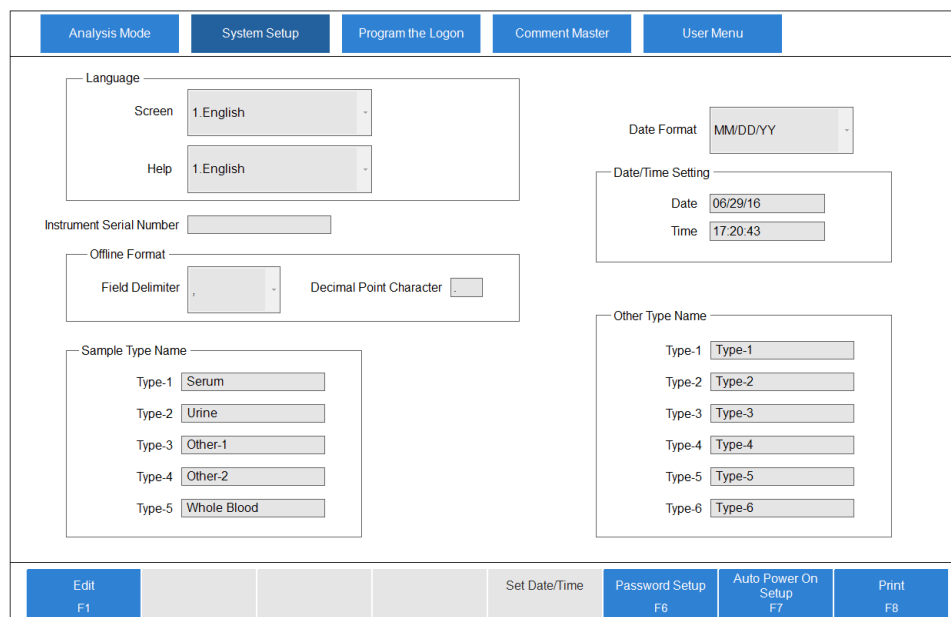 Analysis Mode System Setup Program the Logon Comment Master User Menu
Language
Screen 1.English
Help 1.English
Date Format MM/DD/YY
Date/Time Setting
Date 06/29/16
Time 17:20:43
Instrument Serial Number
Offline Format
Field Delimiter , Decimal Point Character .
Sample Type Name
Type-1 Serum
Type-2 Urine
Type-3 Other-1
Type-4 Other-2
Type-5 Whole Blood
Other Type Name
Type-1 Type-1
Type-2 Type-2
Type-3 Type-3
Type-4 Type-4
Type-5 Type-5
Type-6 Type-6
Edit Set Date/Time Password Setup Auto Power On Print
Setup
F1 F6 F7 F8